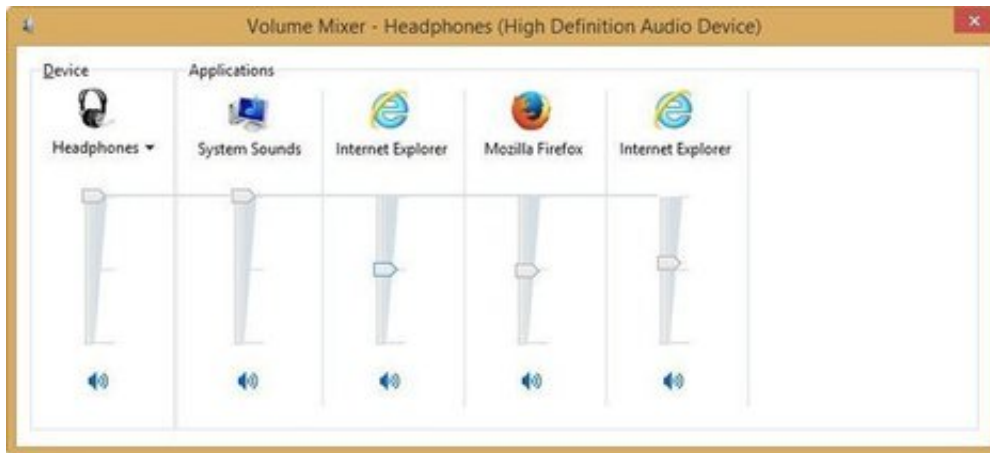 Volume Mixer - Headphones (High Definition Audio Device)
Device
Applications
Headphones
System Sounds
Internet Explorer
Mozilla Firefox
Internet Explorer